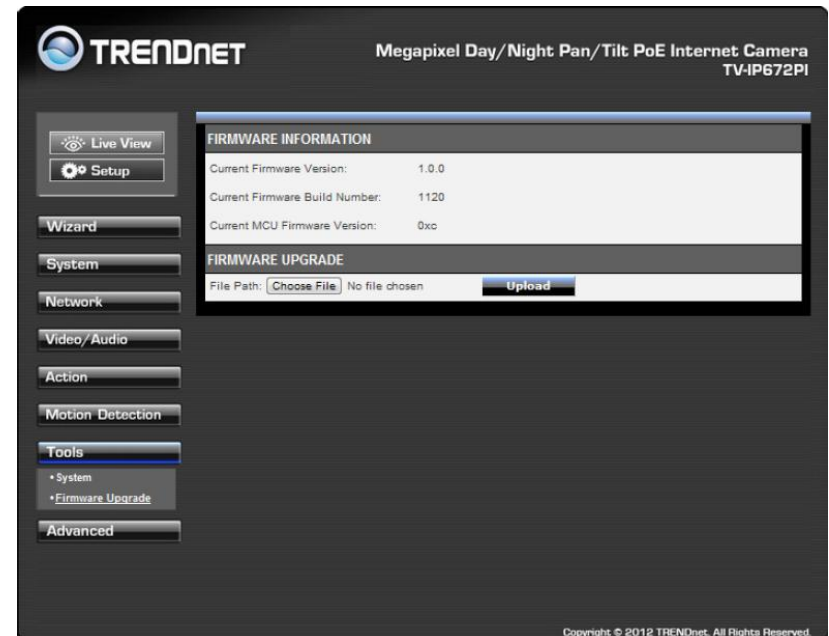 TRENDNET
Megapixel Day/Night Pan/Tilt PoE Internet Camera
TV-IP672PI
Live View
Setup
Wizard
System
Network
Video/Audio
Action
Motion Detection
Tools
• System
• Firmware Upgrade
Advanced
FIRMWARE INFORMATION
Current Firmware Version: 1.0.0
Current Firmware Build Number: 1120
Current MCU Firmware Version: 0xc
FIRMWARE UPGRADE
File Path: Choose File No file chosen Upload
Copyright © 2012 TRENDnet. All Rights Reserved.